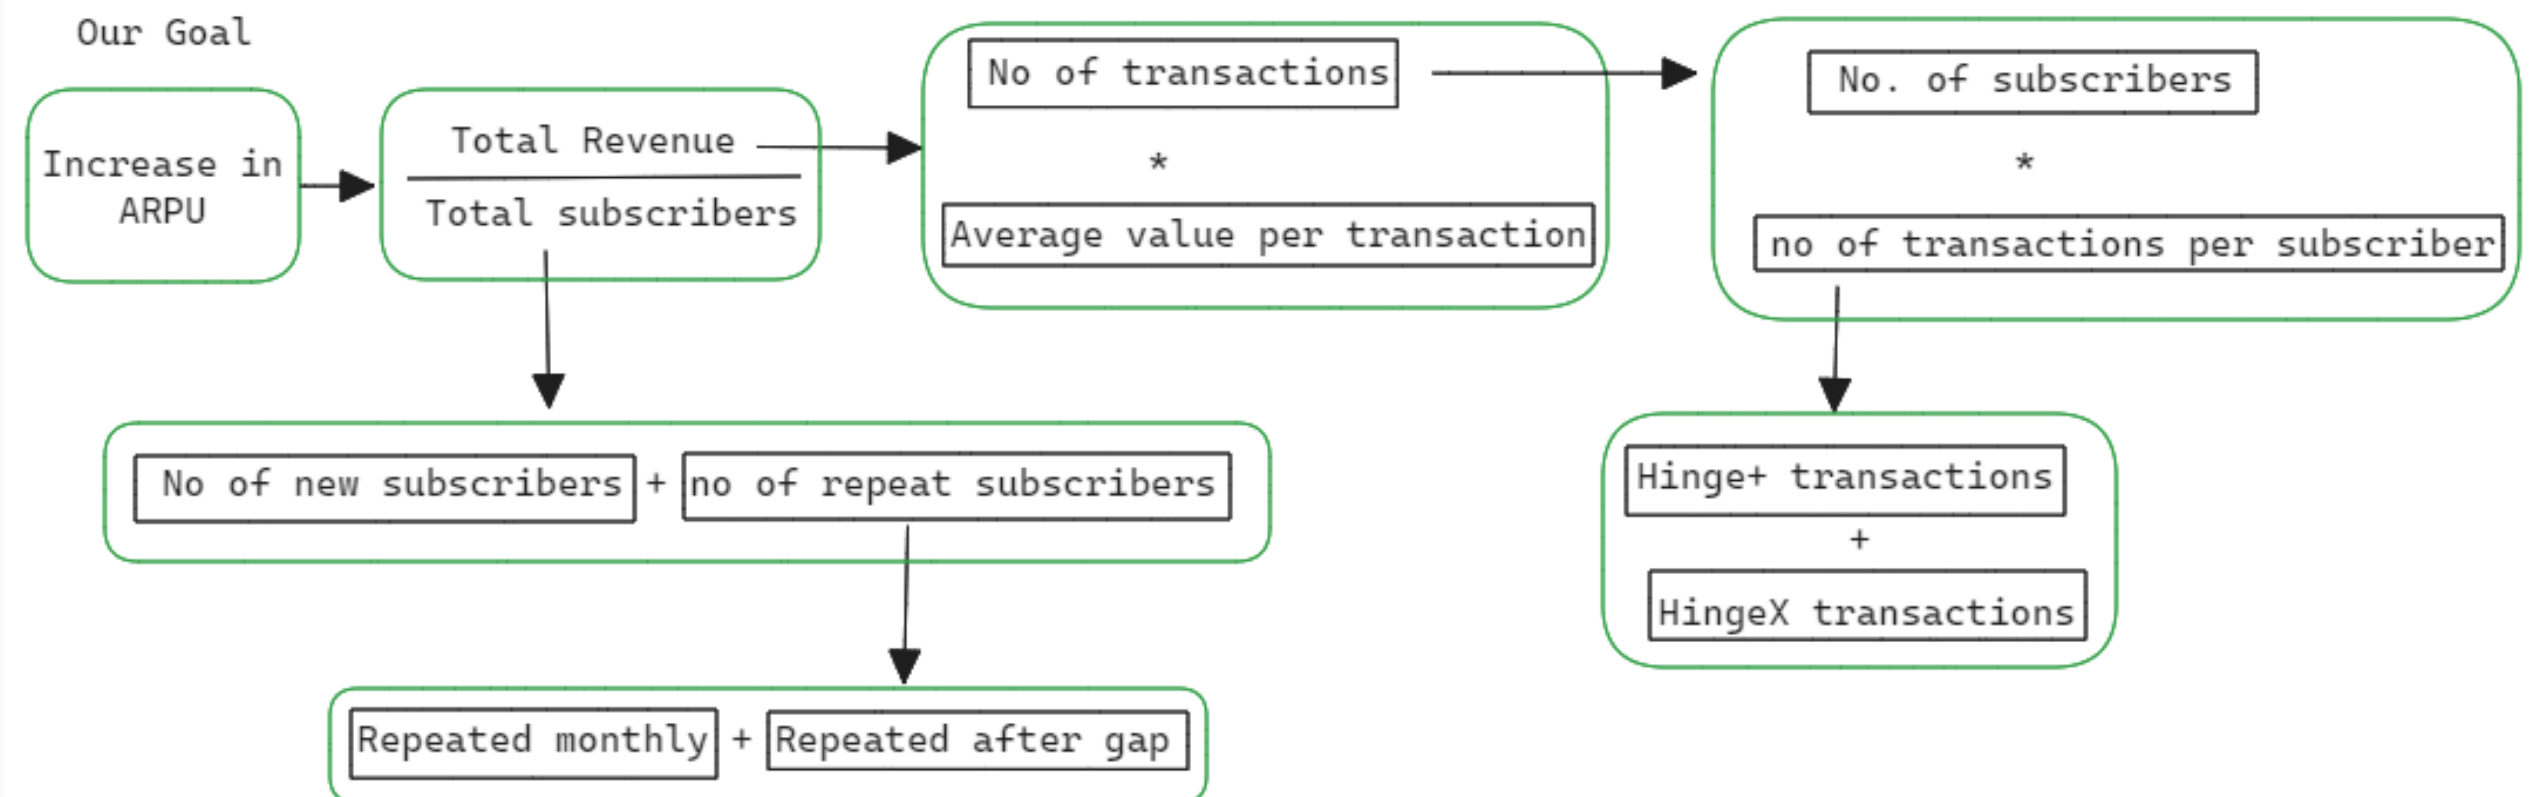 Our Goal
Increase in
ARPU
Total Revenue
Total subscribers
No of transactions
*
Average value per transaction
No. of subscribers
*
no of transactions per subscriber
No of new subscribers + no of repeat subscribers
Hinge+ transactions
+
HingeX transactions
Repeated monthly + Repeated after gap